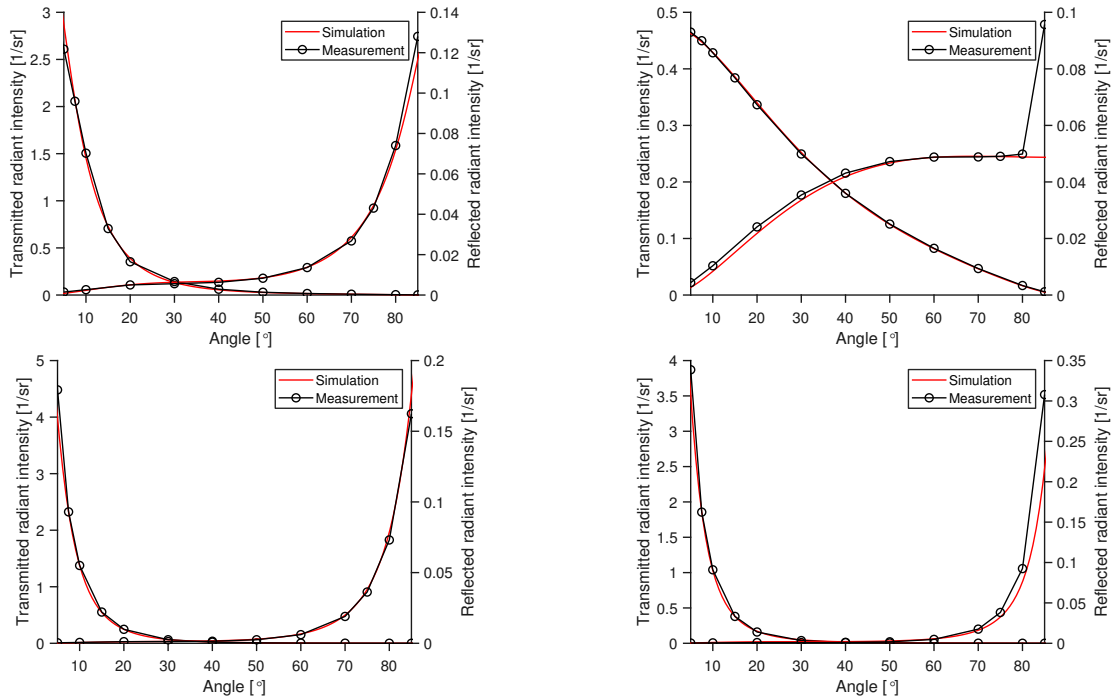 Transmitted radiant intensity [1/sr]
3
2.5
2
1.5
1
0.5
0
Simulation
Measurement
0.14
0.12
0.1
0.08
0.06
0.04
0.02
0
Reflected radiant intensity [1/sr]
10 20 30 40 50 60 70 80
Angle [°]
Transmitted radiant intensity [1/sr]
0.5
0.4
0.3
0.2
0.1
0
Simulation
Measurement
0.1
0.08
0.06
0.04
0.02
0
Reflected radiant intensity [1/sr]
10 20 30 40 50 60 70 80
Angle [°]
Transmitted radiant intensity [1/sr]
5
4
3
2
1
0
Simulation
Measurement
0.2
0.15
0.1
0.05
0
Reflected radiant intensity [1/sr]
10 20 30 40 50 60 70 80
Angle [°]
Transmitted radiant intensity [1/sr]
4
3.5
3
2.5
2
1.5
1
0.5
0
Simulation
Measurement
0.35
0.3
0.25
0.2
0.15
0.1
0.05
0
Reflected radiant intensity [1/sr]
10 20 30 40 50 60 70 80
Angle [°]